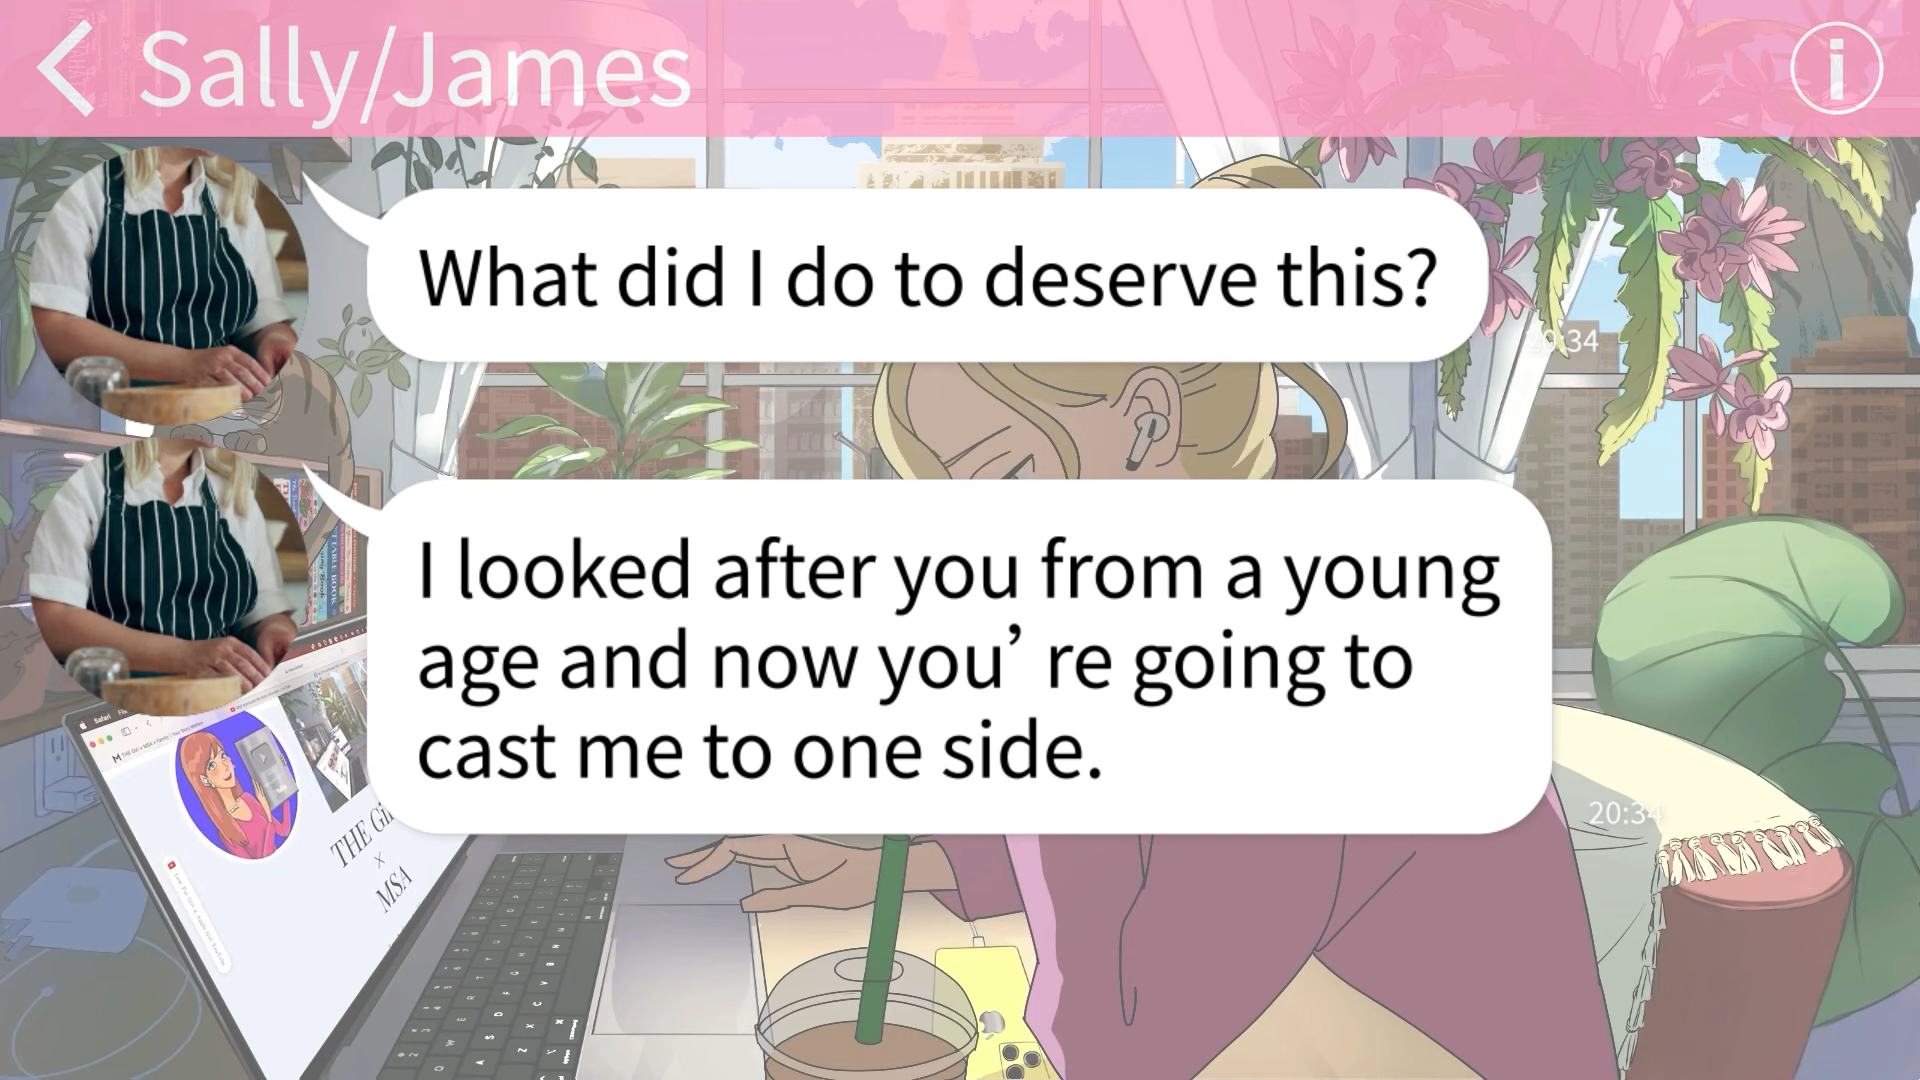 Sally/James
What did I do to deserve this?
20:34
I looked after you from a young
age and now you’ re going to
cast me to one side.
20:34
Safari
THE Gi
×
MSA